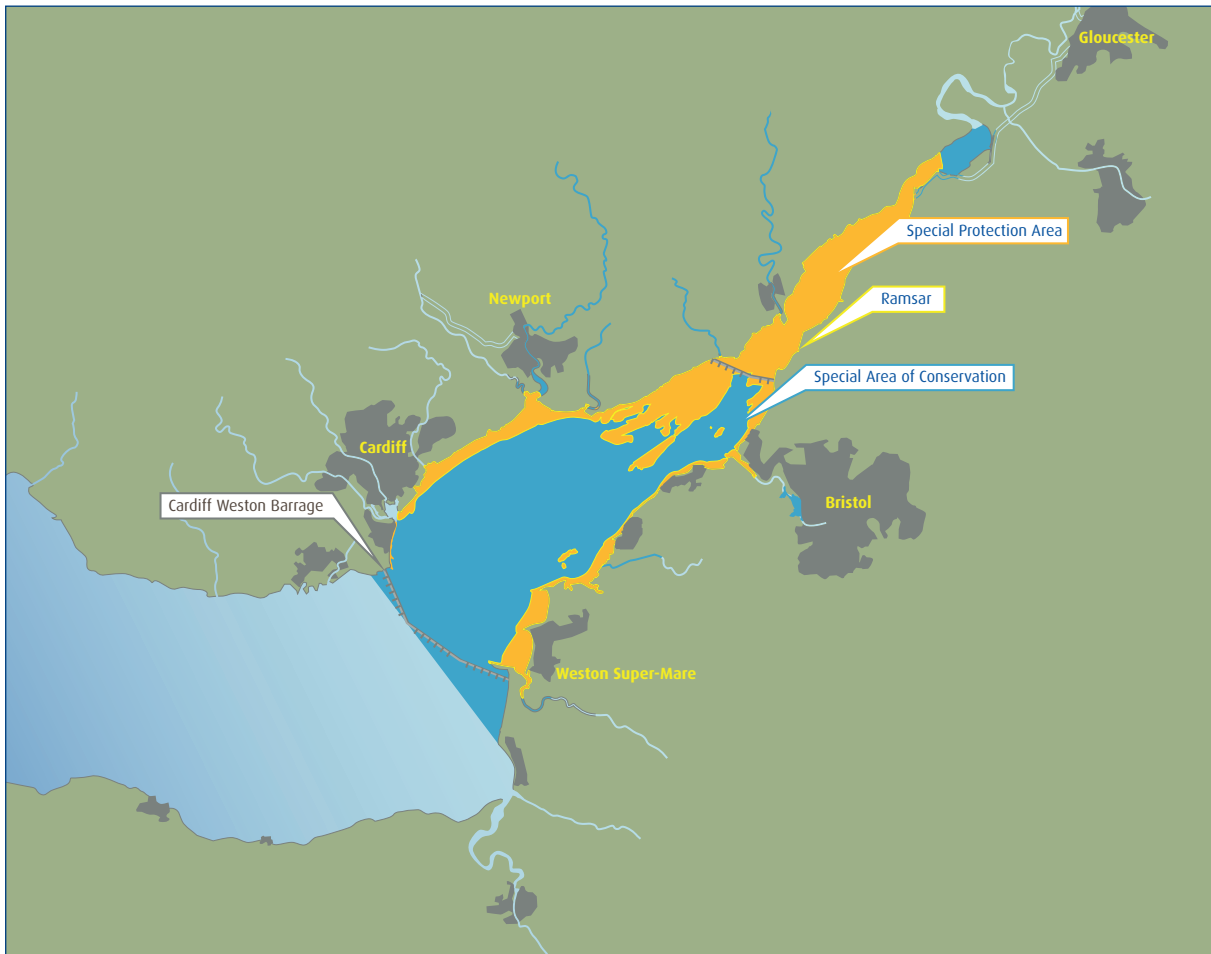 Gloucester
Special Protection Area
Newport
Ramsar
Special Area of Conservation
Cardiff
Cardiff Weston Barrage
Bristol
Weston Super-Mare